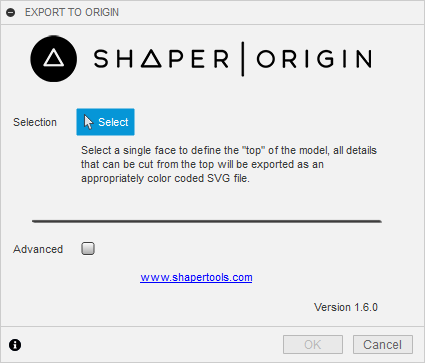 EXPORT TO ORIGIN
SHAPER|ORIGIN
Selection
Select
Select a single face to define the "top" of the model, all details
that can be cut from the top will be exported as an
appropriately color coded SVG file.
Advanced
www.shapertools.com
Version 1.6.0
OK
Cancel